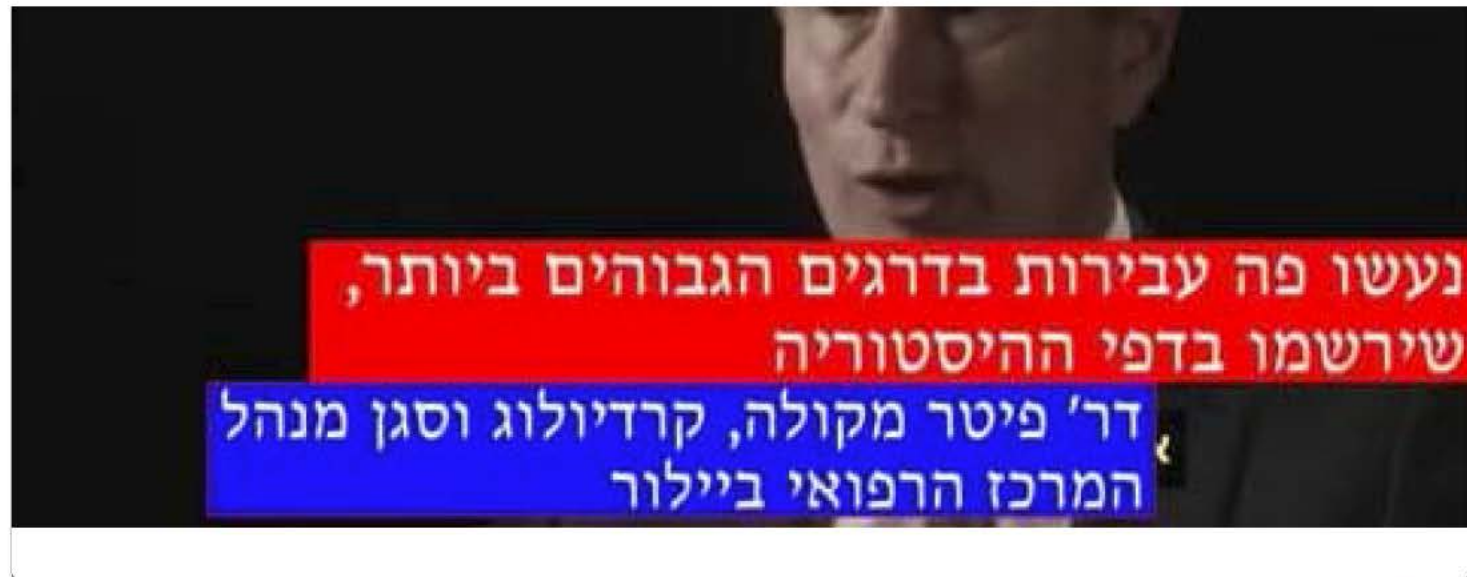 נעשו פה עבירות בדרגים הגבוהים ביותר,
שירשמו בדפי ההיסטוריה
דר' פיטר מקולה, קרדיולוג וסגן מנהל
המרכז הרפואי ביילור